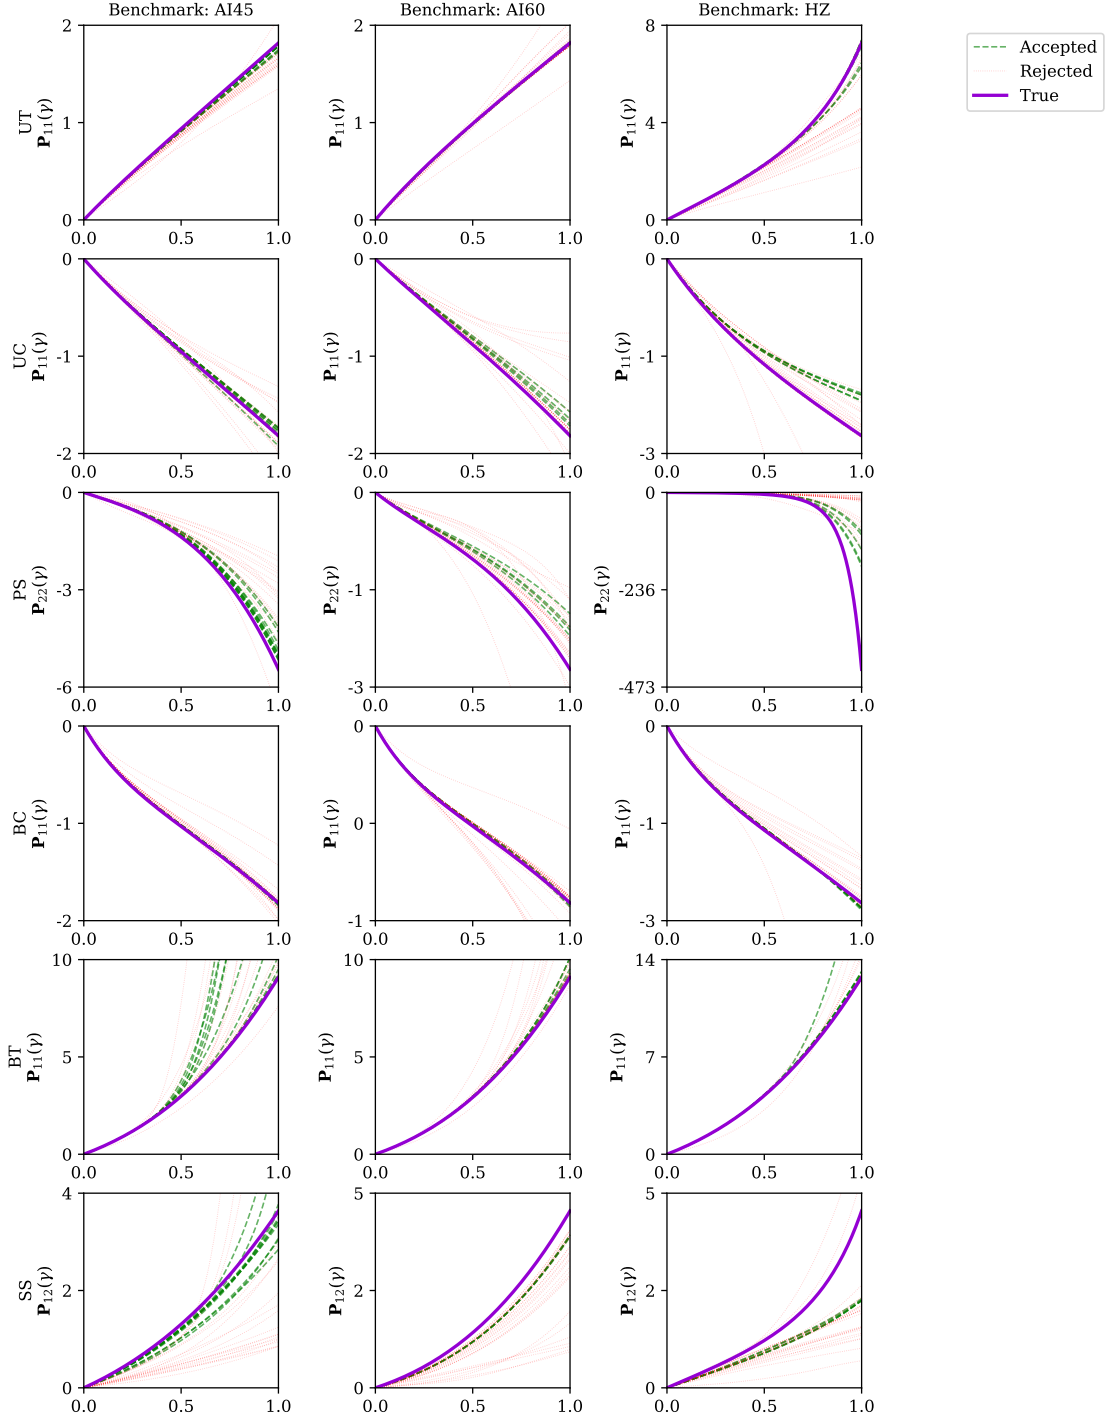 Benchmark: AI45 Benchmark: AI60 Benchmark: HZ
Accepted
Rejected
True
UT
P11(γ) P11(γ) P11(γ)
2 2 8
1 1 4
0 0 0
0.0 0.5 1.0 0.0 0.5 1.0 0.0 0.5 1.0
UC
P11(γ) P11(γ) P11(γ)
0 0 0
-1 -1 -1
-2 -2 -3
0.0 0.5 1.0 0.0 0.5 1.0 0.0 0.5 1.0
PS
P22(γ) P22(γ) P22(γ)
0 0 0
-3 -1 -236
-6 -3 -473
0.0 0.5 1.0 0.0 0.5 1.0 0.0 0.5 1.0
BC
P11(γ) P11(γ) P11(γ)
0 0 0
-1 0 -1
-2 -1 -3
0.0 0.5 1.0 0.0 0.5 1.0 0.0 0.5 1.0
BT
P11(γ) P11(γ) P11(γ)
10 10 14
5 5 7
0 0 0
0.0 0.5 1.0 0.0 0.5 1.0 0.0 0.5 1.0
SS
P12(γ) P12(γ) P12(γ)
4 5 5
2 2 2
0 0 0
0.0 0.5 1.0 0.0 0.5 1.0 0.0 0.5 1.0